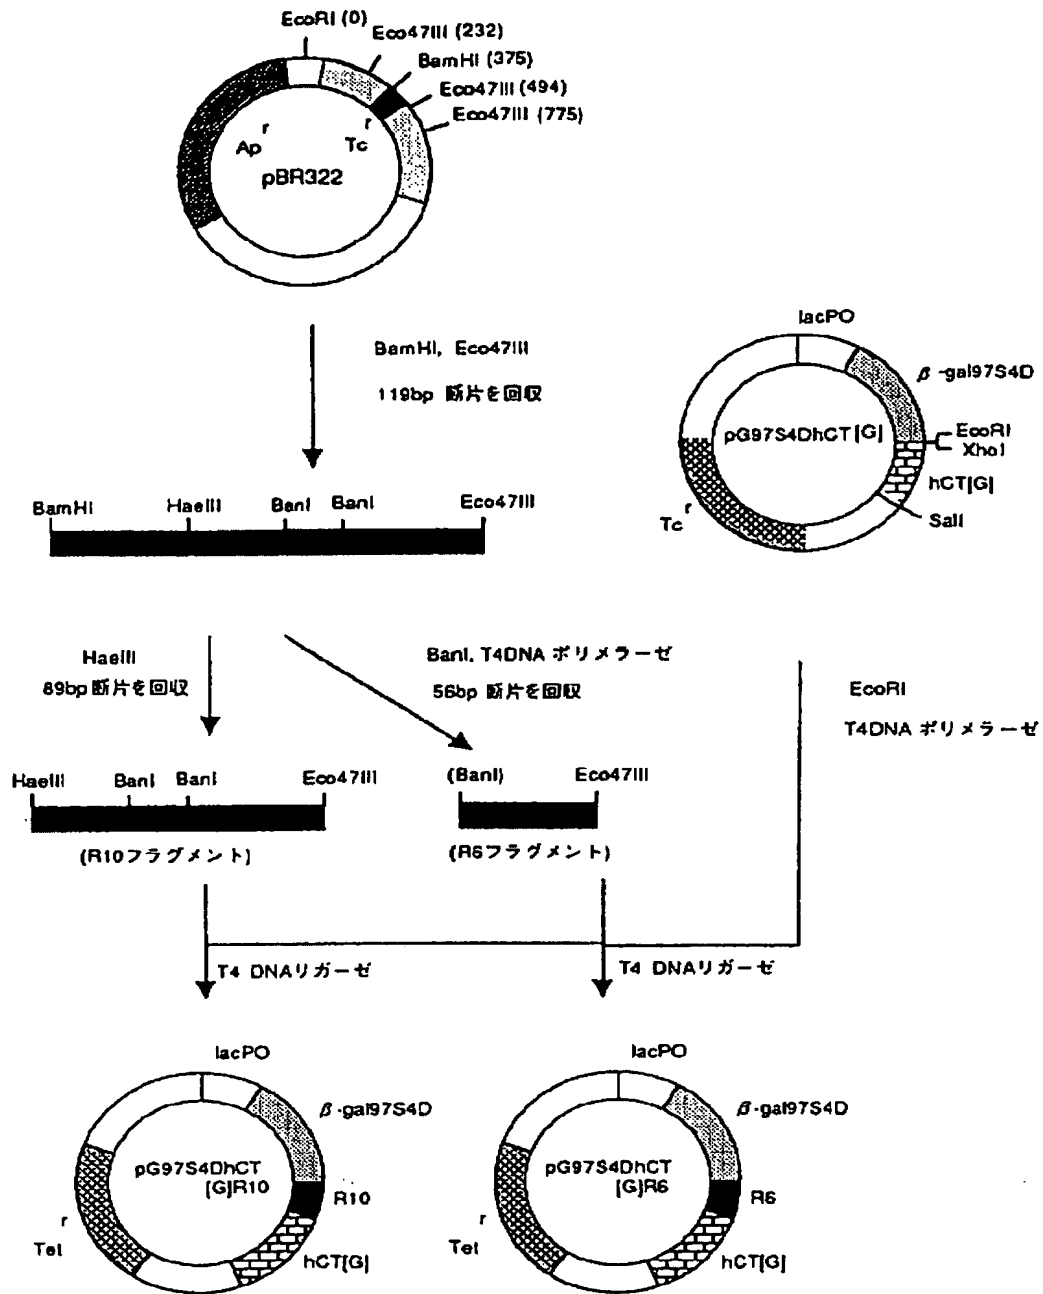 EcoRI (0)
Eco47III (232)
BamHI (375)
Eco47III (494)
Eco47III (775)
Ap r
Tc r
pBR322
BamHI, Eco47III
119bp 断片を回収
lacPO
β-gal97S4D
pG97S4DhCT[G]
EcoRI
XhoI
hCT[G]
SalI
Tc r
BamHI
HaeIII
BanI
BanI
Eco47III
HaeIII
89bp 断片を回収
BanI, T4DNA ポリメラーゼ
56bp 断片を回収
EcoRI
T4DNA ポリメラーゼ
HaeIII
BanI
BanI
Eco47III
(R10フラグメント)
(BanI)
Eco47III
(R6フラグメント)
T4 DNAリガーゼ
T4 DNAリガーゼ
lacPO
β-gal97S4D
pG97S4DhCT
[G]R10
R10
r
Tet
hCT[G]
lacPO
β-gal97S4D
pG97S4DhCT
[G]R6
R6
r
Tet
hCT[G]